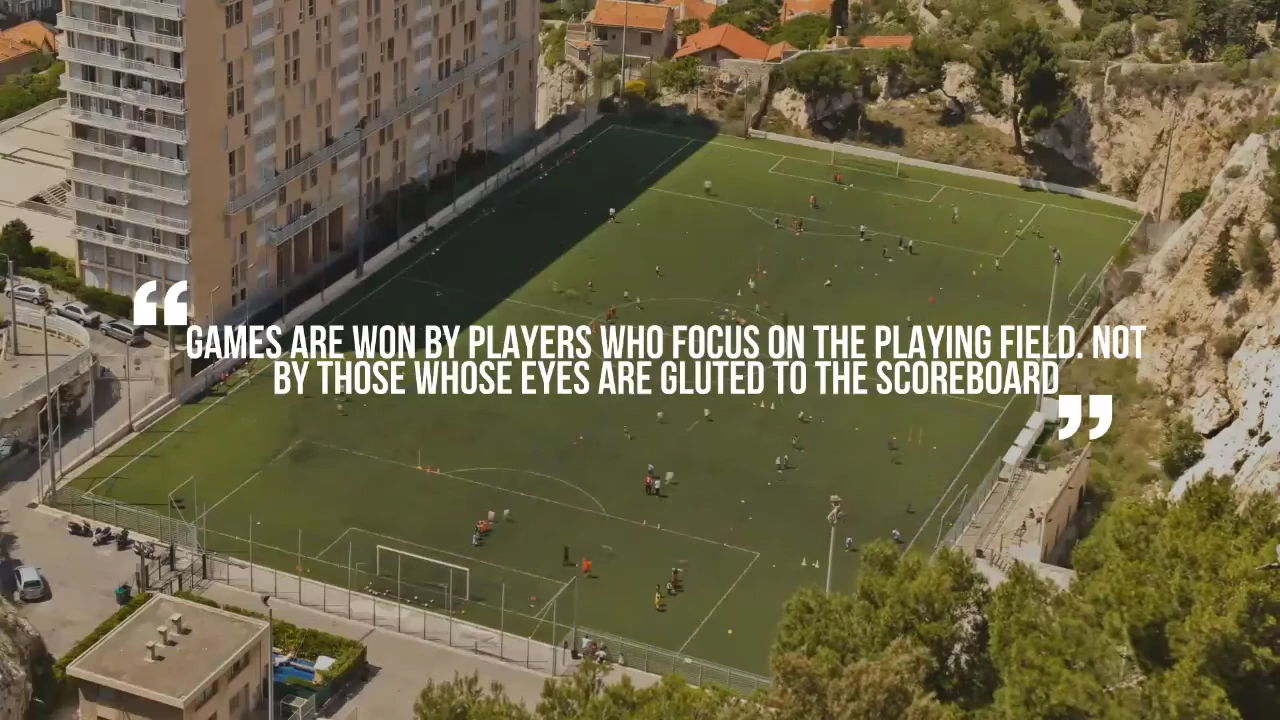 “GAMES ARE WON BY PLAYERS WHO FOCUS ON THE PLAYING FIELD. NOT
BY THOSE WHOSE EYES ARE GLUTED TO THE SCOREBOARD”